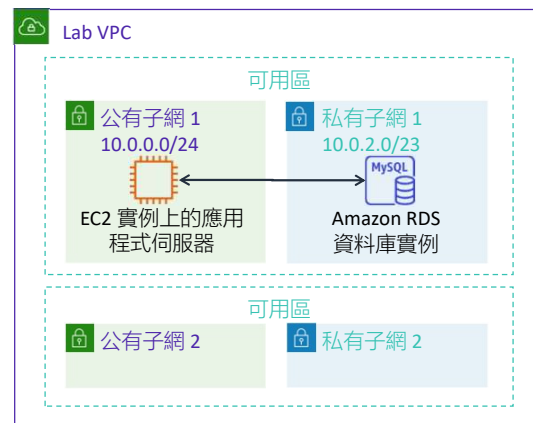 Lab VPC
可用區
公有子網 1
10.0.0.0/24
私有子網 1
10.0.2.0/23
MySQL
EC2 實例上的應用
程式伺服器
Amazon RDS
資料庫實例
可用區
公有子網 2
私有子網 2